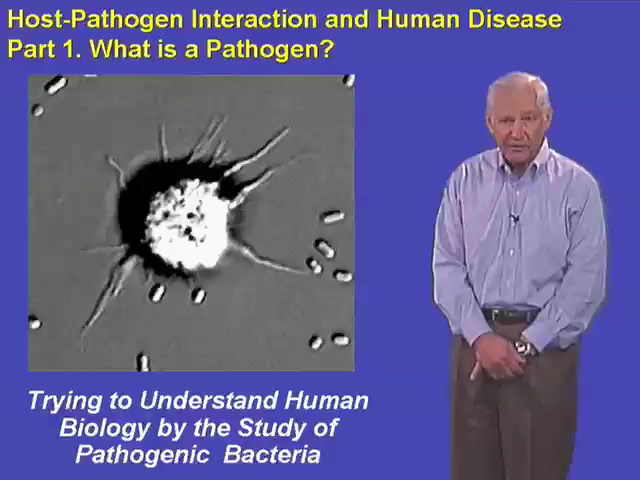 Host-Pathogen Interaction and Human Disease
Part 1. What is a Pathogen?
Trying to Understand Human
Biology by the Study of
Pathogenic Bacteria